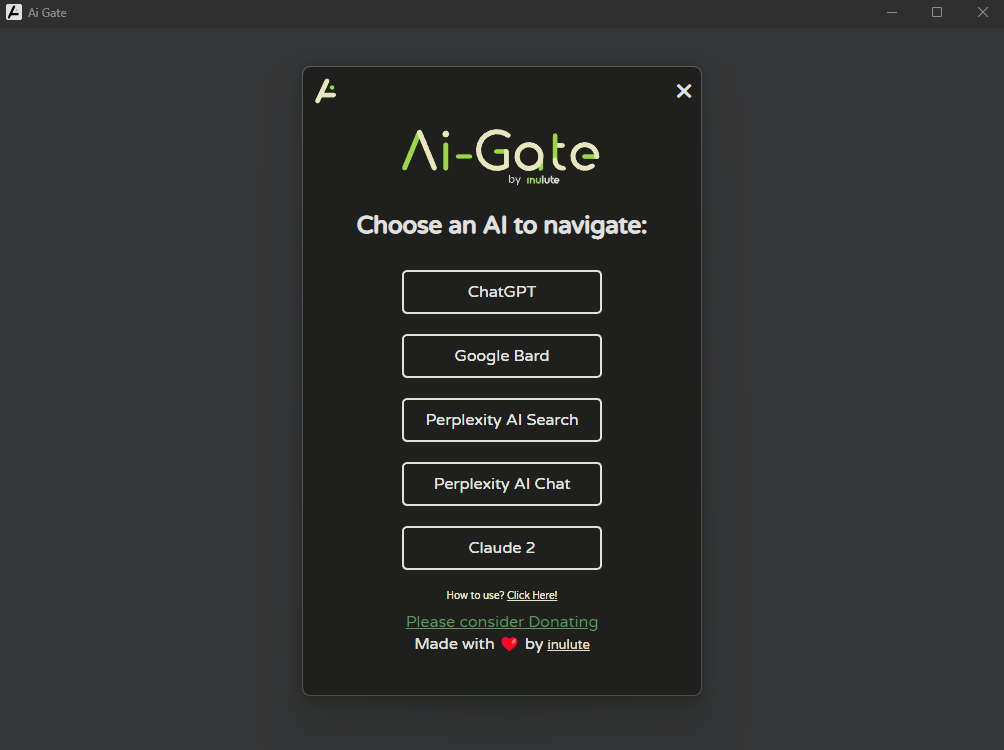 Ai Gate
Ai-Gate
by inulute
Choose an AI to navigate:
ChatGPT
Google Bard
Perplexity AI Search
Perplexity AI Chat
Claude 2
How to use? Click Here!
Please consider Donating
Made with ❤️ by inulute